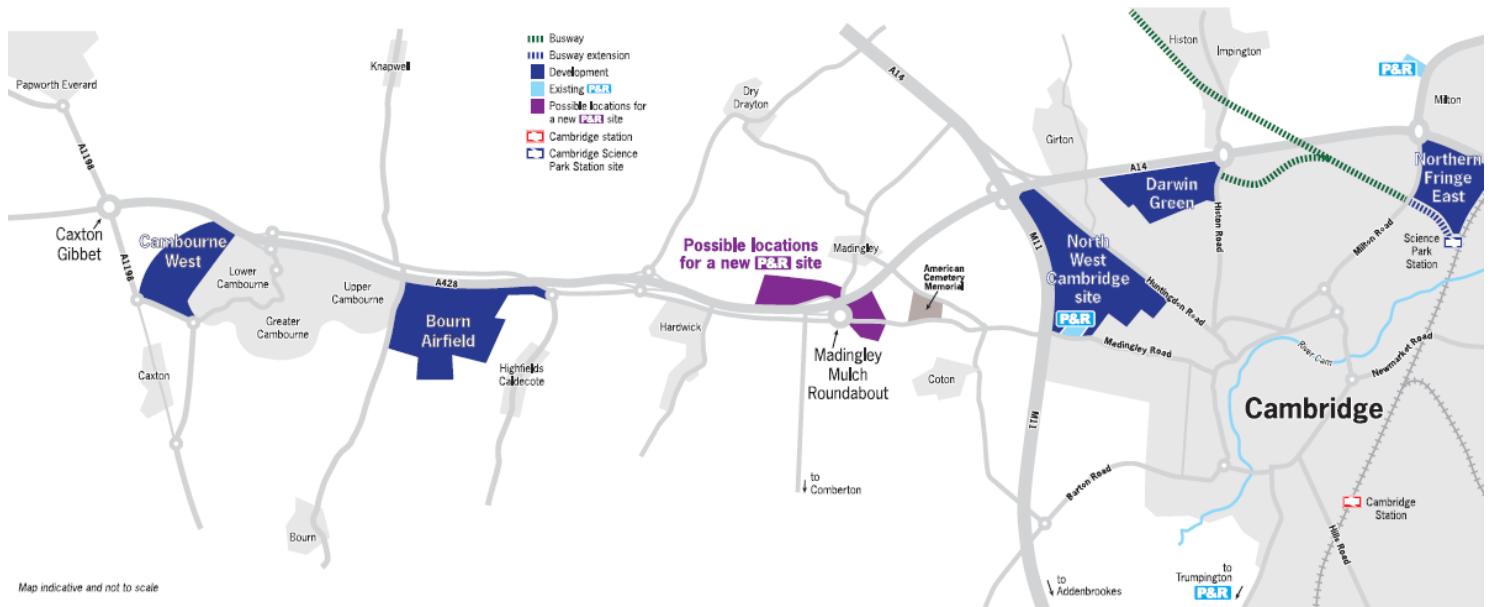 Busway
Busway extension
Development
Existing P&R
Possible locations for
a new P&R site
Cambridge station
Cambridge Science
Park Station site
Papworth Everard
A1198
Caxton
Gibbet
A1198
Cambourne
West
Lower
Cambourne
Greater
Cambourne
Caxton
Knapwell
Upper
Cambourne
A428
Bourn
Airfield
Bourn
Highfields
Caldecote
Hardwick
Dry
Drayton
Possible locations
for a new P&R site
Madingley
American
Cemetery
Memorial
Madingley
Mulch
Roundabout
to
Comberton
Coton
A14
Girton
M11
North
West
Cambridge
site
P&R
Huntingdon Road
Madingley Road
M11
Barton Road
to
Addenbrookes
A14
Darwin
Green
Histon Road
Histon
Impington
P&R
Milton
Northern
Fringe
East
Milton Road
Science
Park
Station
River Cam
Newmarket Road
Cambridge
Cambridge
Station
Hills Road
to
Trumpington
P&R
Map indicative and not to scale